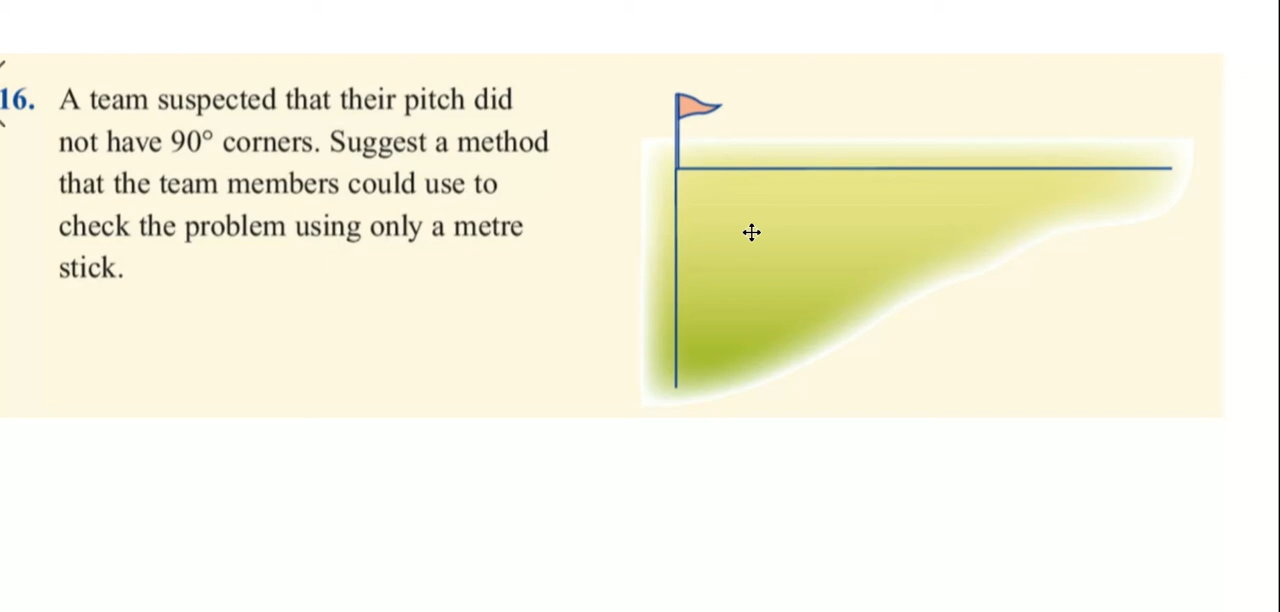 16. A team suspected that their pitch did
not have 90° corners. Suggest a method
that the team members could use to
check the problem using only a metre
stick.